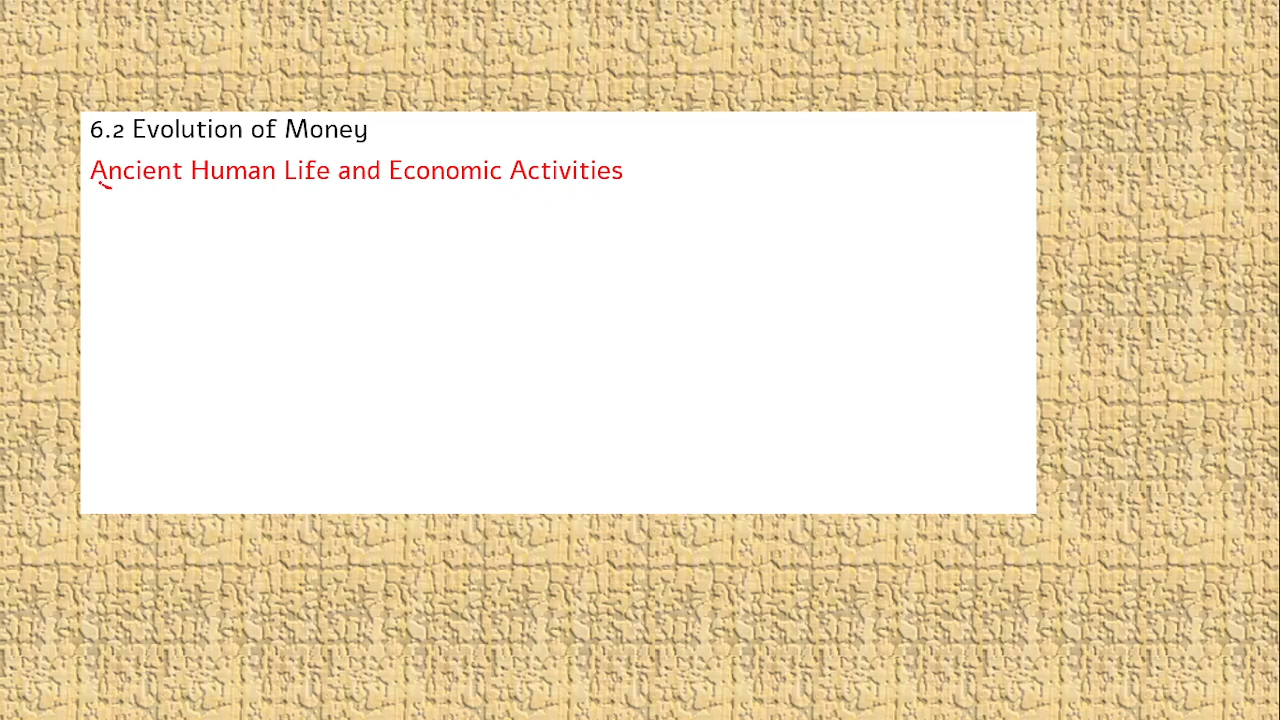 6.2 Evolution of Money
Ancient Human Life and Economic Activities